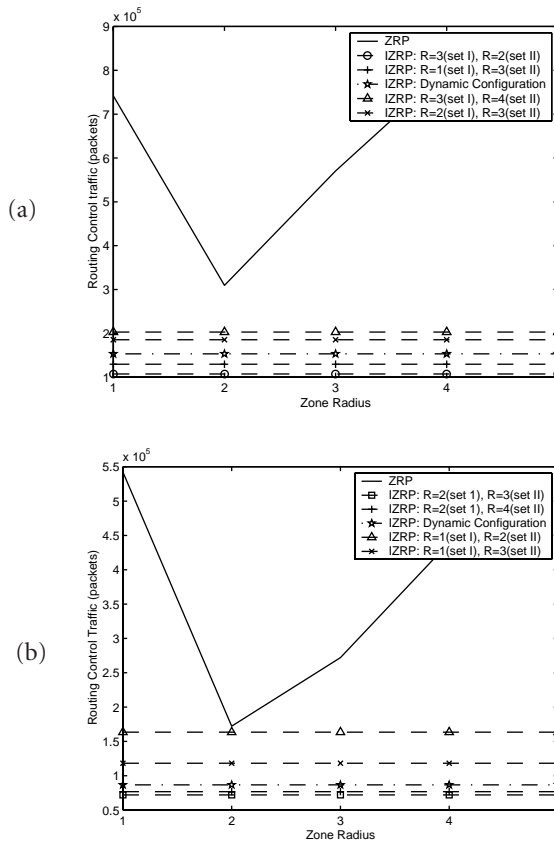 (a)
x 10^5
9
8
7
6
5
4
3
2
1
Routing Control traffic (packets)
ZRP
IZRP: R=3(set I), R=2(set II)
IZRP: R=1(set I), R=3(set II)
IZRP: Dynamic Configuration
IZRP: R=3(set I), R=4(set II)
IZRP: R=2(set I), R=3(set II)
1 2 3 4
Zone Radius
(b)
x 10^5
5.5
5
4.5
4
3.5
3
2.5
2
1.5
1
0.5
Routing Control Traffic (packets)
ZRP
IZRP: R=2(set 1), R=3(set II)
IZRP: R=2(set 1), R=4(set II)
IZRP: Dynamic Configuration
IZRP: R=1(set I), R=2(set II)
IZRP: R=1(set I), R=3(set II)
1 2 3 4
Zone Radius